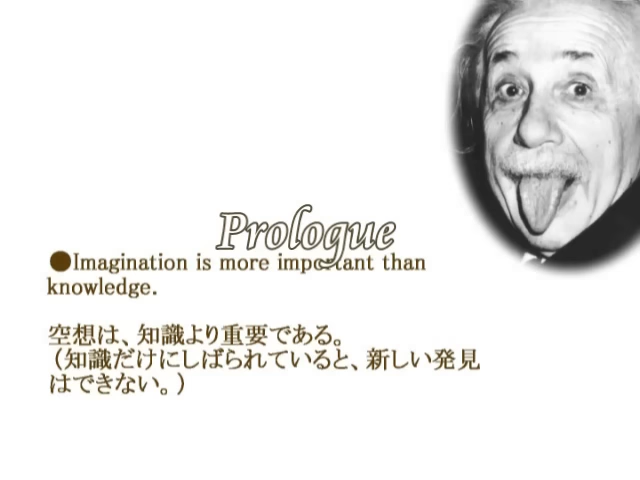 Prologue
●Imagination is more important than
knowledge.
空想は、知識より重要である。
（知識だけにしばられていると、新しい発見
はできない。）